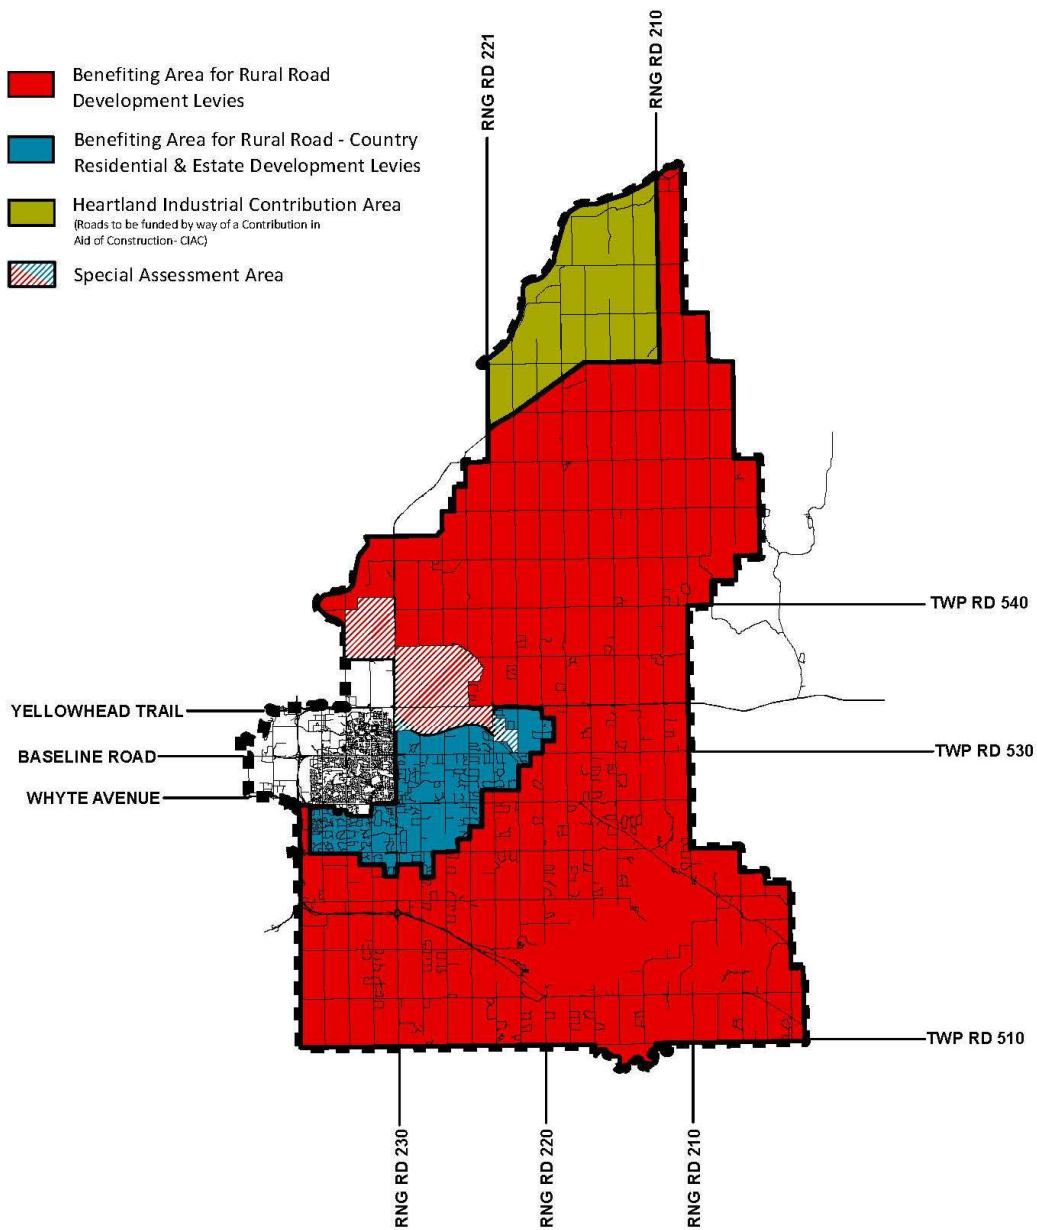 RNG RD 221
RNG RD 210
Benefiting Area for Rural Road
Development Levies
Benefiting Area for Rural Road - Country
Residential & Estate Development Levies
Heartland Industrial Contribution Area
(Roads to be funded by way of a Contribution in
Aid of Construction- CIAC)
Special Assessment Area
TWP RD 540
YELLOWHEAD TRAIL
BASELINE ROAD
TWP RD 530
WHYTE AVENUE
TWP RD 510
RNG RD 230
RNG RD 220
RNG RD 210